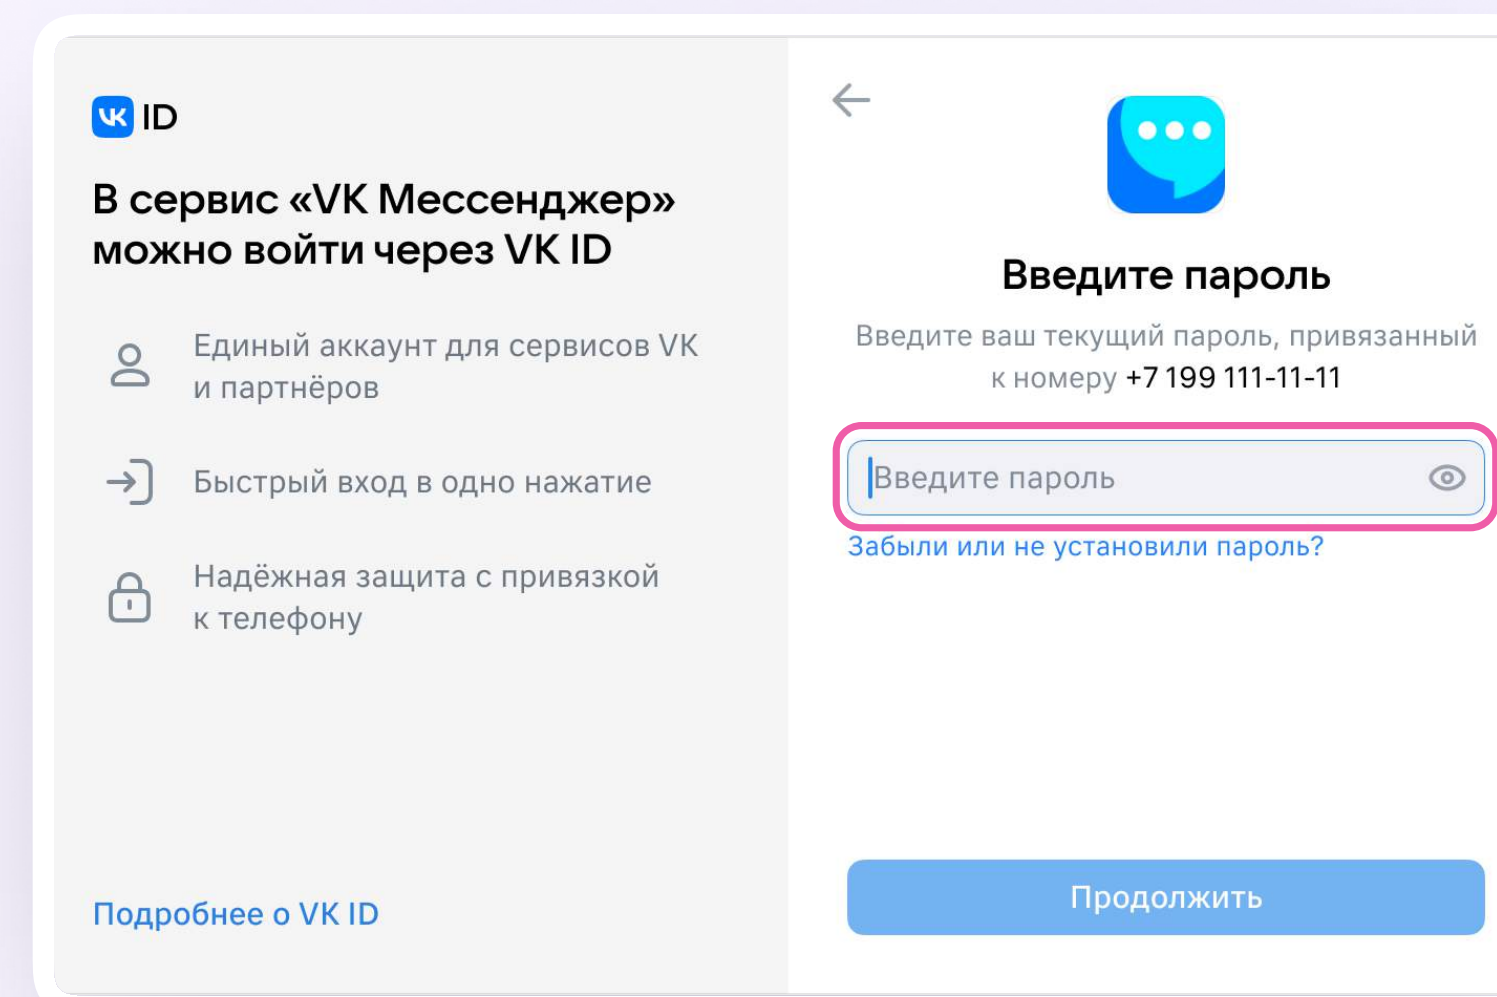 VK ID
В сервис «VK Мессенджер»
можно войти через VK ID
Единый аккаунт для сервисов VK
и партнёров
Быстрый вход в одно нажатие
Надёжная защита с привязкой
к телефону
Подробнее о VK ID
Введите пароль
Введите ваш текущий пароль, привязанный
к номеру +7 199 111-11-11
Введите пароль
Забыли или не установили пароль?
Продолжить